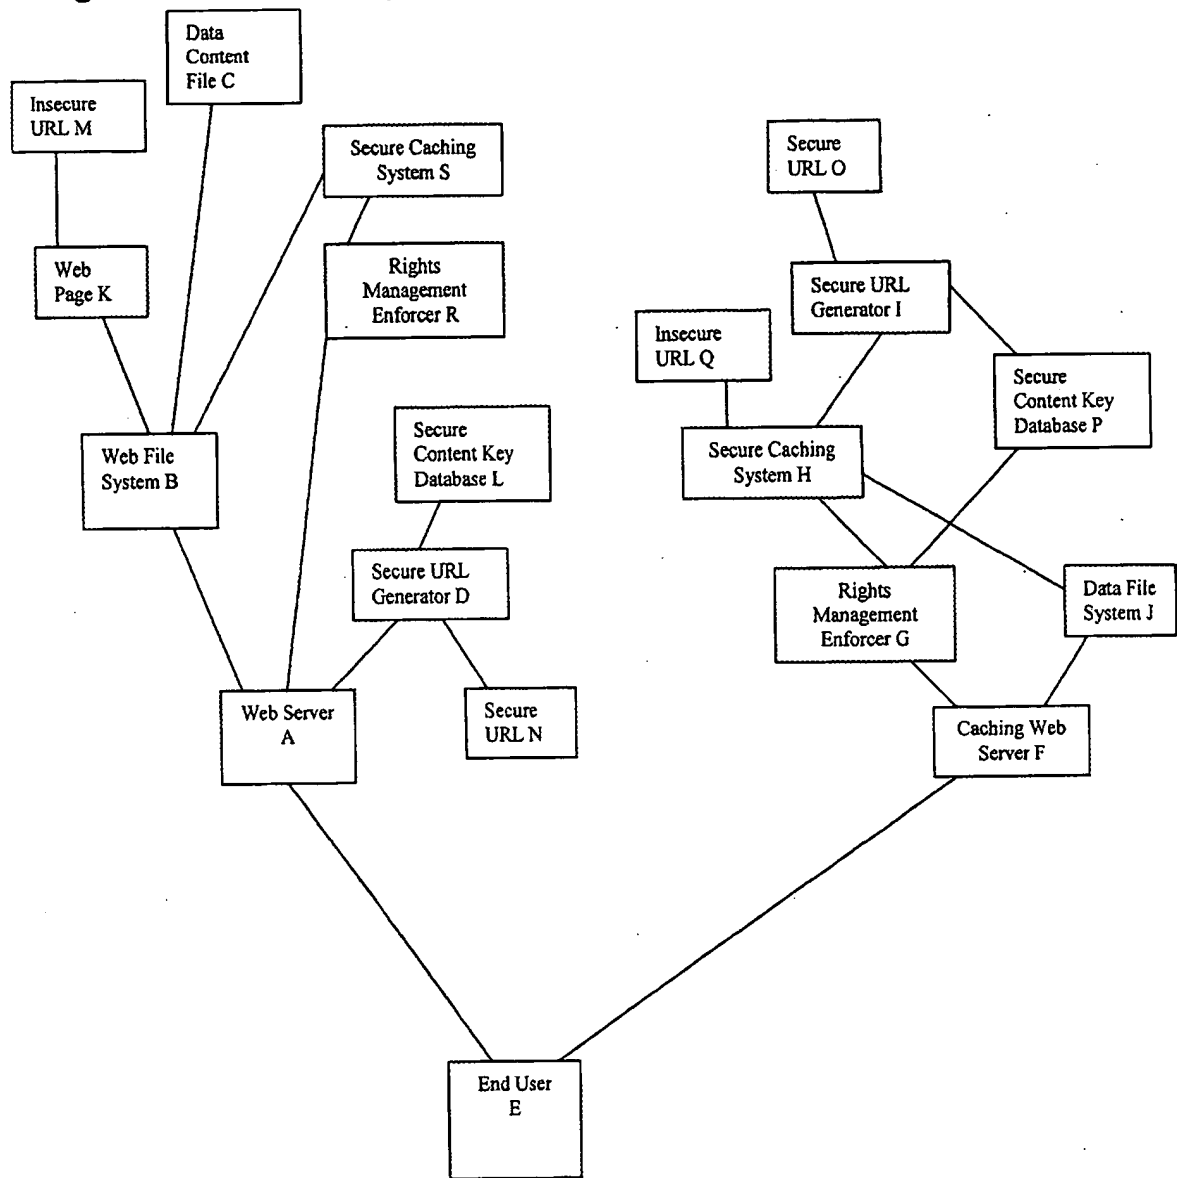 Data
Content
File C
Insecure
URL M
Secure Caching
System S
Secure
URL O
Web
Page K
Rights
Management
Enforcer R
Secure URL
Generator I
Insecure
URL Q
Secure
Content Key
Database P
Secure
Content Key
Database L
Web File
System B
Secure Caching
System H
Secure URL
Generator D
Rights
Management
Enforcer G
Data File
System J
Web Server
A
Secure
URL N
Caching Web
Server F
End User
E